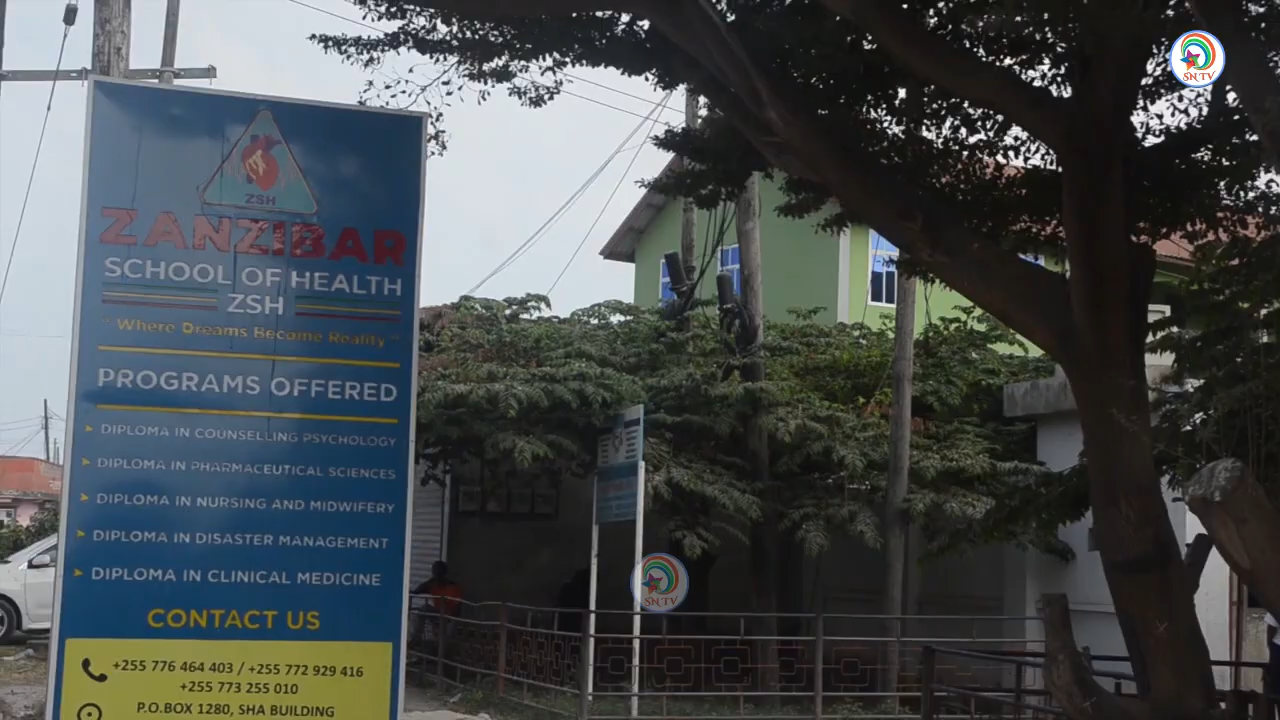 SN TV
ZSH
ZANZIBAR
SCHOOL OF HEALTH
ZSH
" Where Dreams Become Reality "
PROGRAMS OFFERED
DIPLOMA IN COUNSELLING PSYCHOLOGY
DIPLOMA IN PHARMACEUTICAL SCIENCES
DIPLOMA IN NURSING AND MIDWIFERY
DIPLOMA IN DISASTER MANAGEMENT
DIPLOMA IN CLINICAL MEDICINE
CONTACT US
+255 776 464 403 / +255 772 929 416
+255 773 255 010
P.O.BOX 1280, SHA BUILDING
SN TV